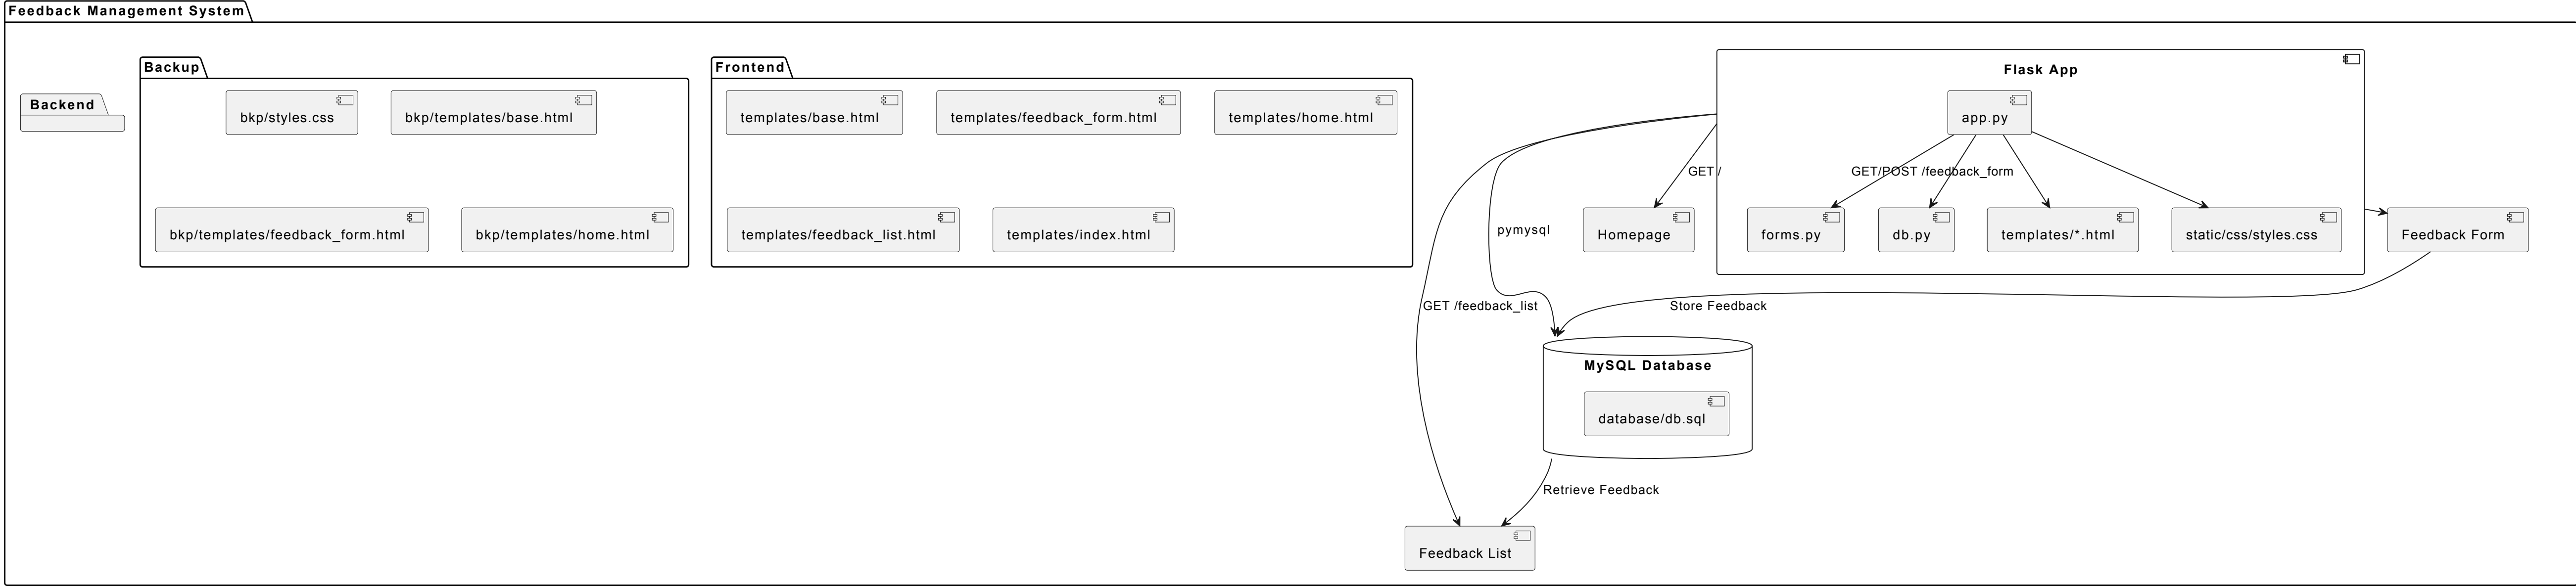 Feedback Management System
Backend
Backup
bkp/styles.css
bkp/templates/base.html
bkp/templates/feedback_form.html
bkp/templates/home.html
Frontend
templates/base.html
templates/feedback_form.html
templates/home.html
templates/feedback_list.html
templates/index.html
Flask App
app.py
GET /
GET/POST /feedback_form
pymysql
Homepage
forms.py
db.py
templates/*.html
static/css/styles.css
Feedback Form
GET /feedback_list
Store Feedback
MySQL Database
database/db.sql
Retrieve Feedback
Feedback List